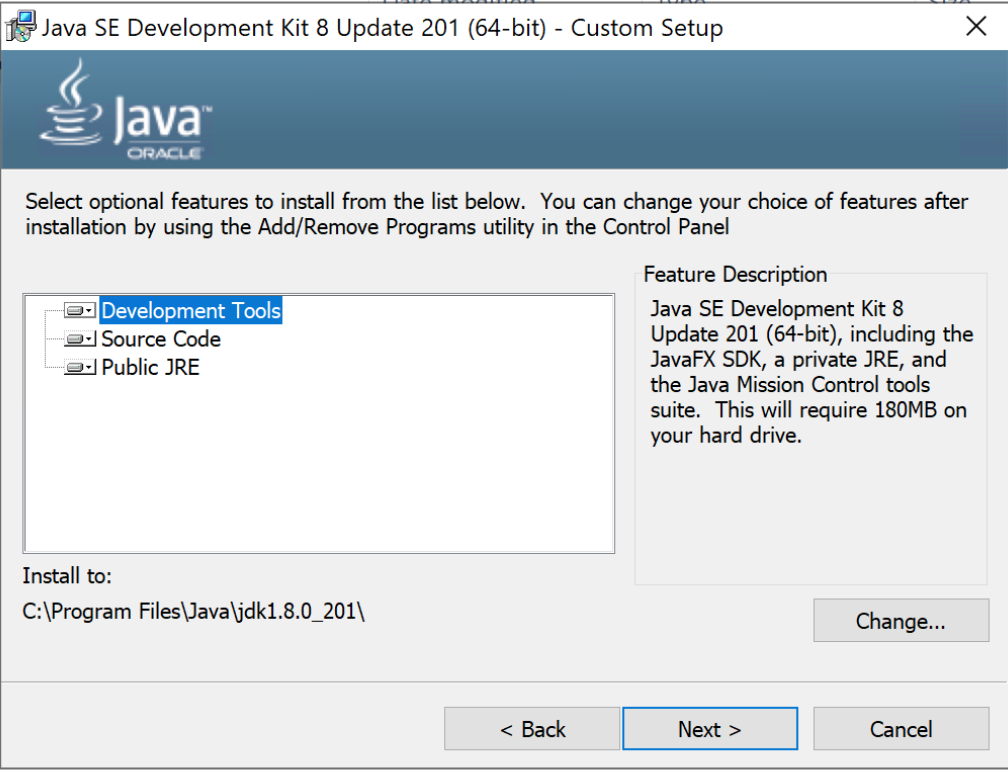 Java SE Development Kit 8 Update 201 (64-bit) - Custom Setup
Java™
ORACLE
Select optional features to install from the list below.  You can change your choice of features after
installation by using the Add/Remove Programs utility in the Control Panel
Development Tools
Source Code
Public JRE
Feature Description
Java SE Development Kit 8
Update 201 (64-bit), including the
JavaFX SDK, a private JRE, and
the Java Mission Control tools
suite.  This will require 180MB on
your hard drive.
Install to:
C:\Program Files\Java\jdk1.8.0_201\
Change...
< Back
Next >
Cancel